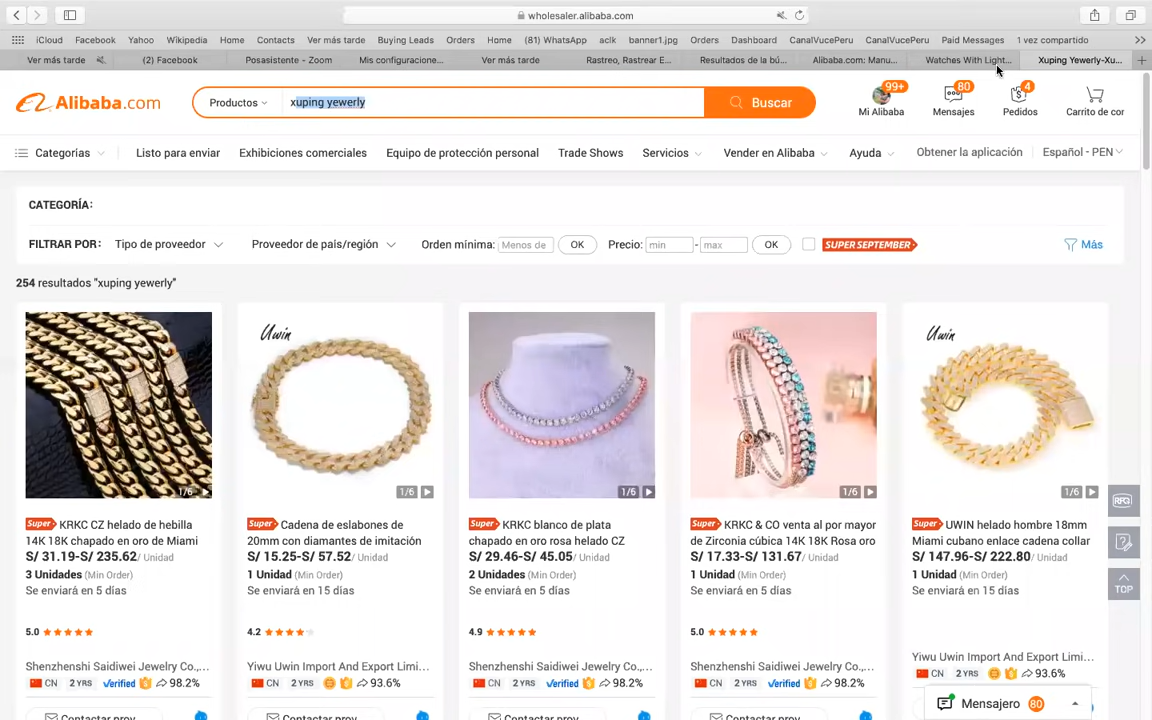 wholesaler.alibaba.com
iCloud Facebook Yahoo Wikipedia Home Contacts Ver más tarde Buying Leads Orders Home (81) WhatsApp aclk banner1.jpg Orders Dashboard CanalVucePeru CanalVucePeru Paid Messages 1 vez compartido
Ver más tarde (2) Facebook Posasistente - Zoom Mis configuracione... Ver más tarde Rastreo, Rastrear E... Resultados de la bú... Alibaba.com: Manu... Watches With Light... Xuping Yewerly-Xu...
Alibaba.com Productos xuping yewerly Buscar
99+ 80 4
Mi Alibaba Mensajes Pedidos Carrito de cor
Categorías Listo para enviar Exhibiciones comerciales Equipo de protección personal Trade Shows Servicios Vender en Alibaba Ayuda Obtener la aplicación Español - PEN
CATEGORÍA:
FILTRAR POR: Tipo de proveedor Proveedor de país/región Orden mínima: Menos de OK Precio: min - max OK SUPER SEPTEMBER Más
254 resultados "xuping yewerly"
Uwin Uwin
1/6 1/6 1/6 1/6 1/6
RFQ
TOP
Super KRKC CZ helado de hebilla
14K 18K chapado en oro de Miami
S/ 31.19-S/ 235.62/ Unidad
3 Unidades (Min Order)
Se enviará en 5 días
5.0
Shenzhenshi Saidiwei Jewelry Co.,...
CN 2 YRS Verified 98.2%
Contactar prov
Super Cadena de eslabones de
20mm con diamantes de imitación
S/ 15.25-S/ 57.52/ Unidad
1 Unidad (Min Order)
Se enviará en 15 días
4.2
Yiwu Uwin Import And Export Limi...
CN 2 YRS 93.6%
Contactar prov
Super KRKC blanco de plata
chapado en oro rosa helado CZ
S/ 29.46-S/ 45.05/ Unidad
2 Unidades (Min Order)
Se enviará en 5 días
4.9
Shenzhenshi Saidiwei Jewelry Co.,...
CN 2 YRS Verified 98.2%
Contactar prov
Super KRKC & CO venta al por mayor
de Zirconia cúbica 14K 18K Rosa oro
S/ 17.33-S/ 131.67/ Unidad
1 Unidad (Min Order)
Se enviará en 5 días
5.0
Shenzhenshi Saidiwei Jewelry Co.,...
CN 2 YRS Verified 98.2%
Contactar prov
Super UWIN helado hombre 18mm
Miami cubano enlace cadena collar
S/ 147.96-S/ 222.80/ Unidad
1 Unidad (Min Order)
Se enviará en 15 días
Yiwu Uwin Import And Export Limi...
CN 2 YRS 93.6%
Mensajero 80